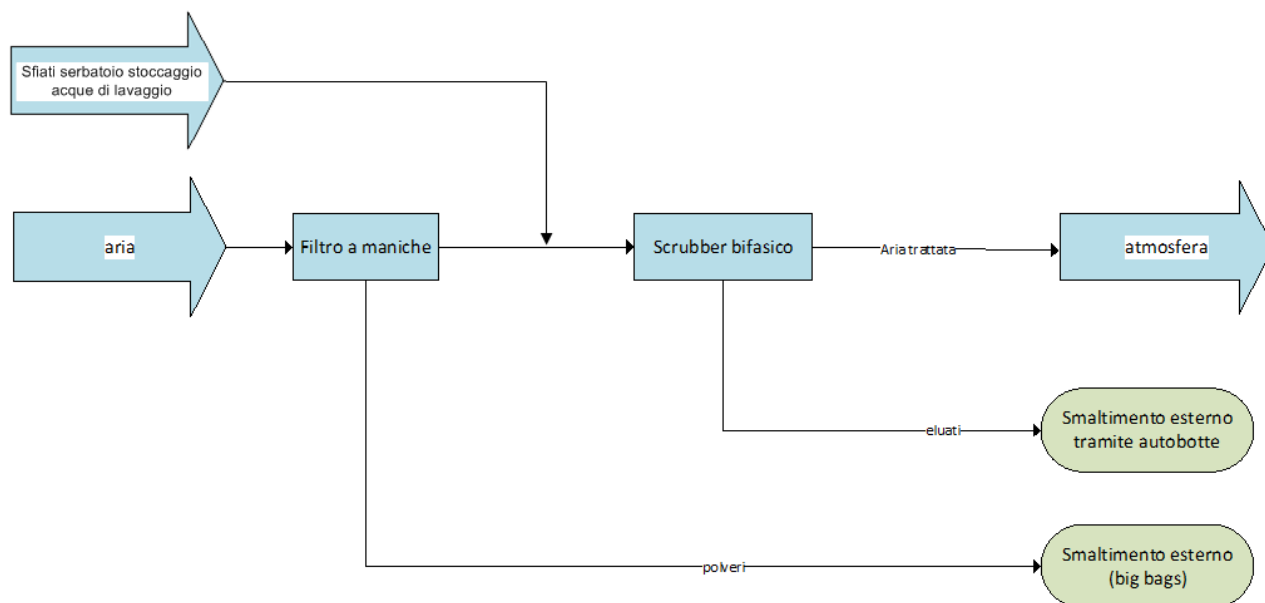 Sfiati serbatoio stoccaggio
acque di lavaggio
aria
Filtro a maniche
Scrubber bifasico
Aria trattata
atmosfera
eluati
Smaltimento esterno
tramite autobotte
polveri
Smaltimento esterno
(big bags)